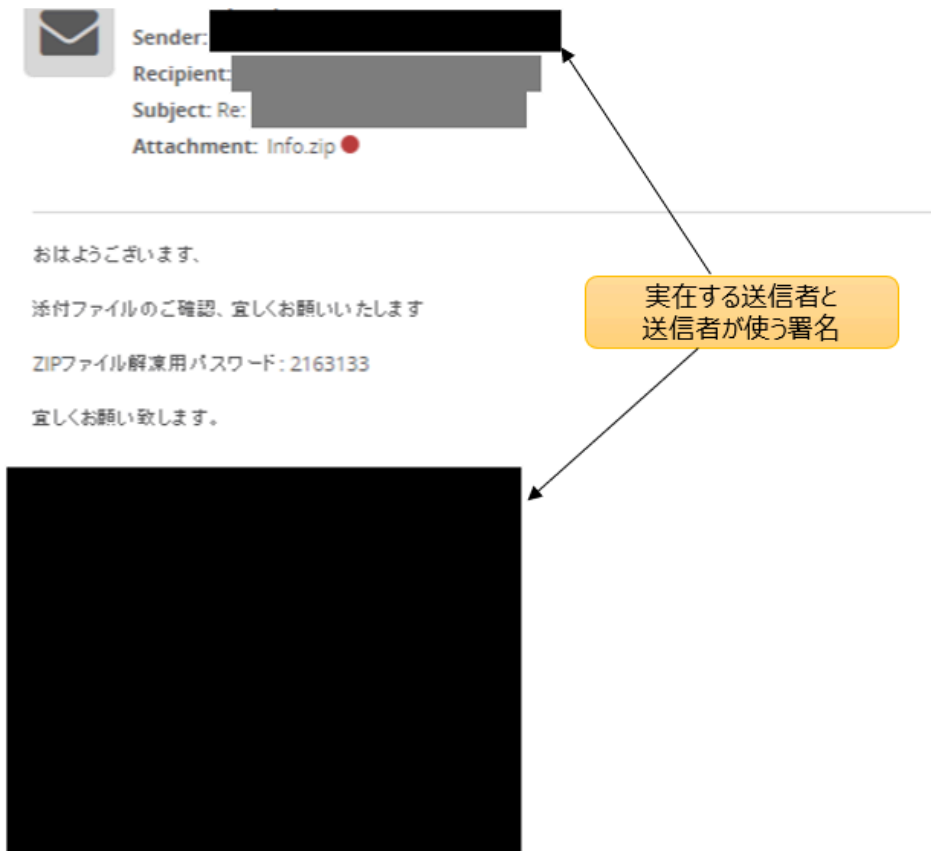 Sender:
Recipient:
Subject: Re:
Attachment: Info.zip
おはようございます、
添付ファイルのご確認、宜しくお願いいたします
ZIPファイル解凍用パスワード: 2163133
宜しくお願い致します。
実在する送信者と
送信者が使う署名